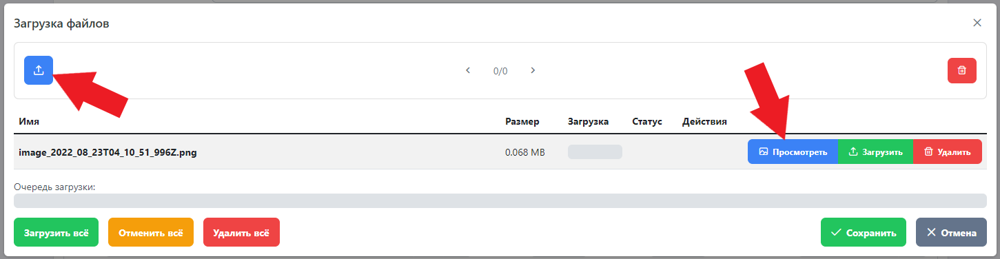 Загрузка файлов
0/0
Имя Размер Загрузка Статус Действия
image_2022_08_23T04_10_51_996Z.png 0.068 MB Просмотреть Загрузить Удалить
Очередь загрузки:
Загрузить всё Отменить всё Удалить всё Сохранить Отмена